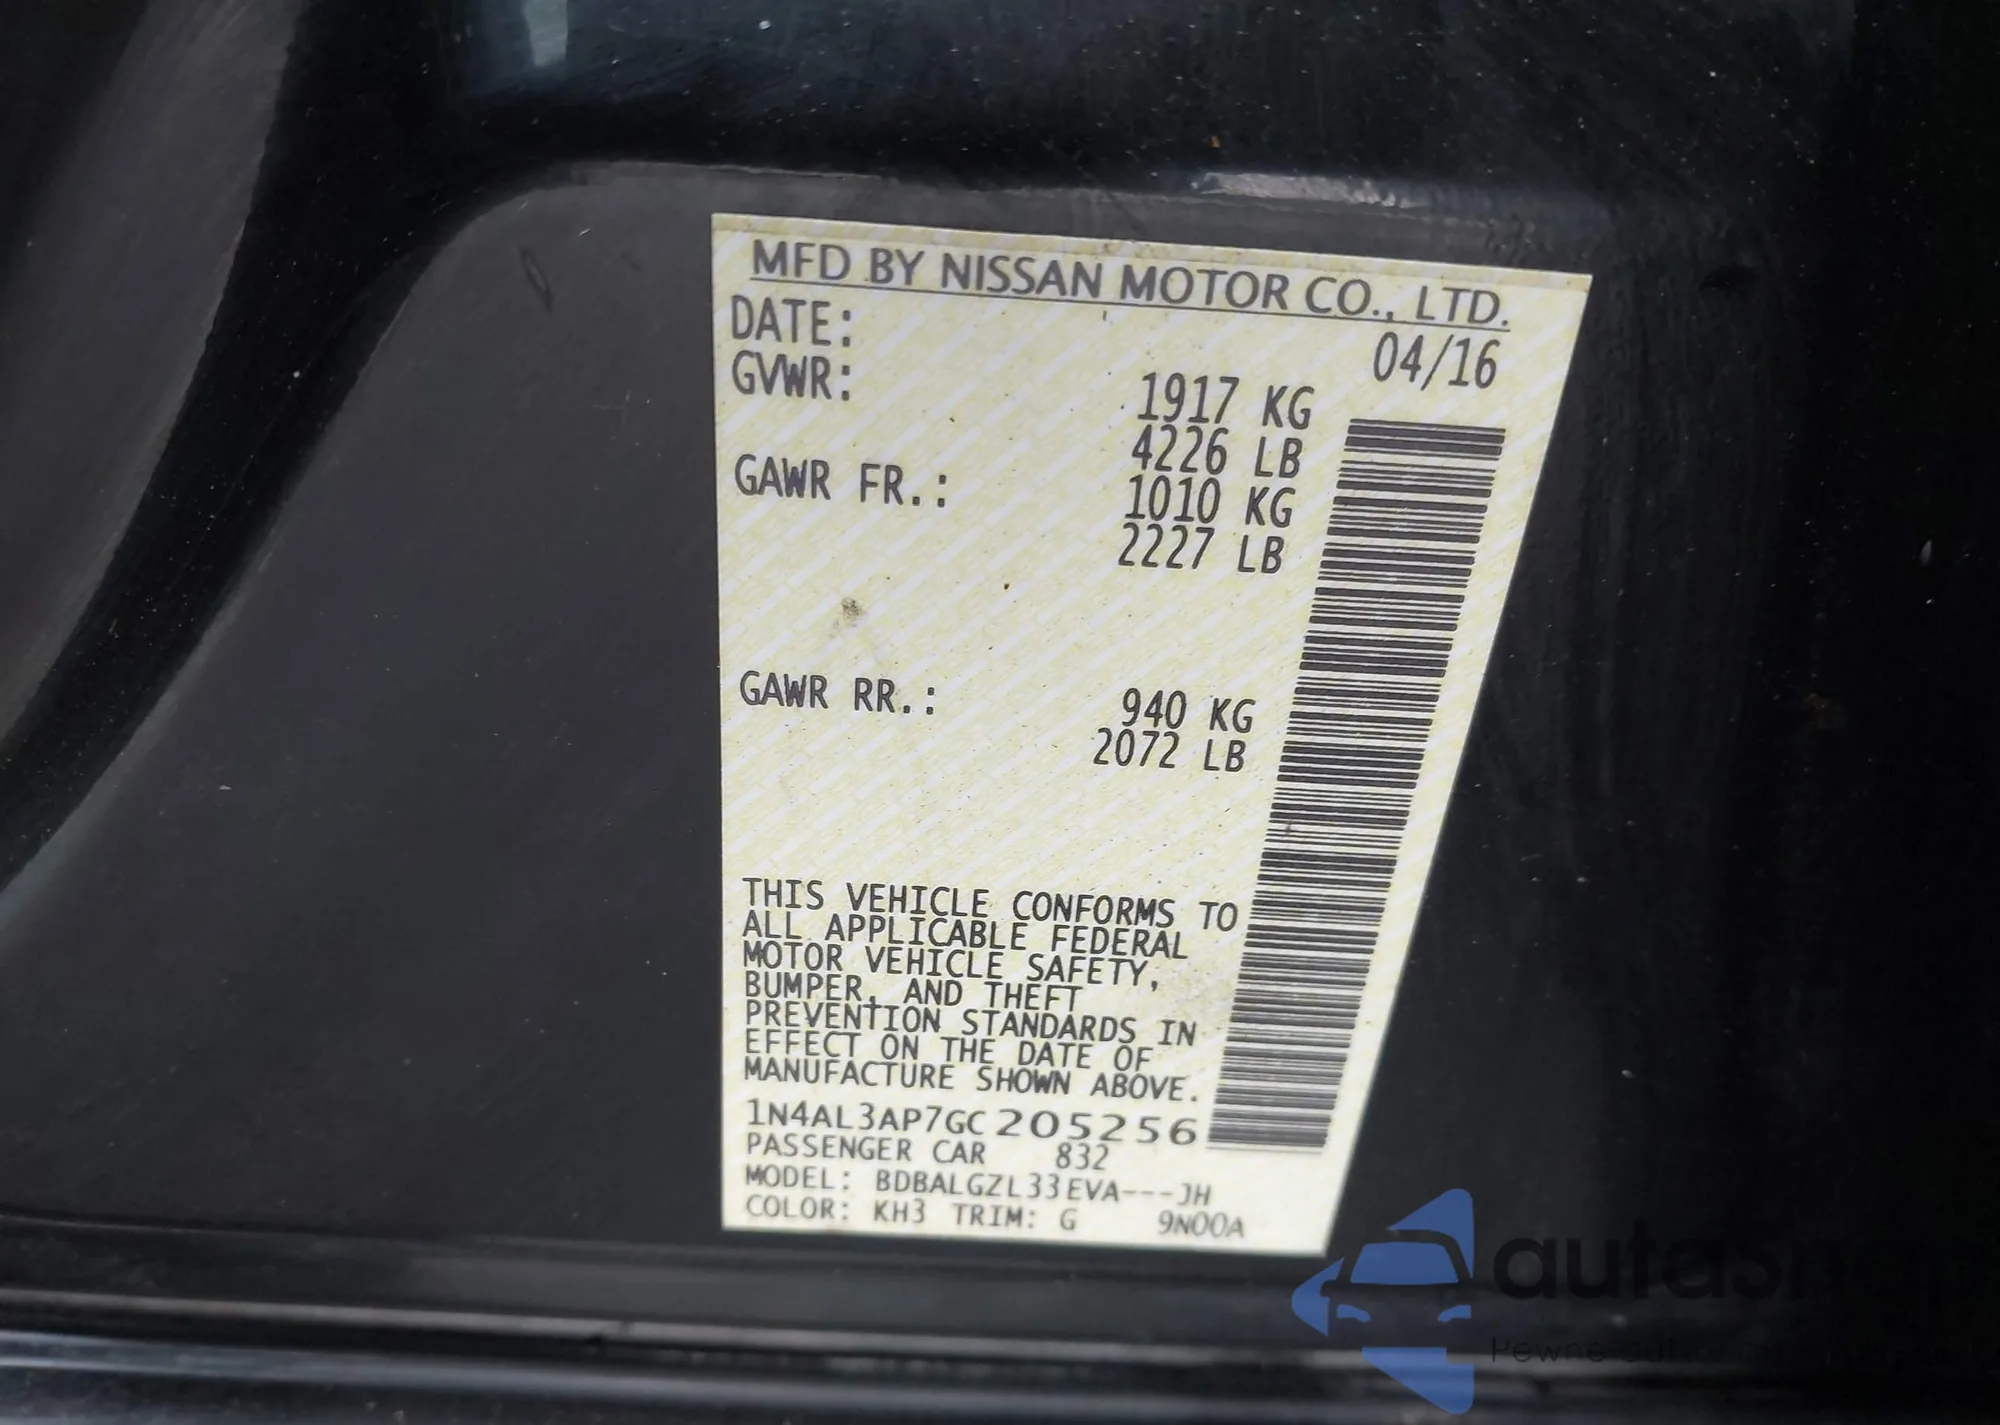 MFD BY NISSAN MOTOR CO., LTD.
DATE: 04/16
GVWR: 1917 KG
4226 LB
GAWR FR.: 1010 KG
2227 LB
GAWR RR.: 940 KG
2072 LB
THIS VEHICLE CONFORMS TO
ALL APPLICABLE FEDERAL
MOTOR VEHICLE SAFETY,
BUMPER, AND THEFT
PREVENTION STANDARDS IN
EFFECT ON THE DATE OF
MANUFACTURE SHOWN ABOVE.
1N4AL3AP7GC205256
PASSENGER CAR 832
MODEL: BDBALGZL33EVA---JH
COLOR: KH3 TRIM: G 9N00A